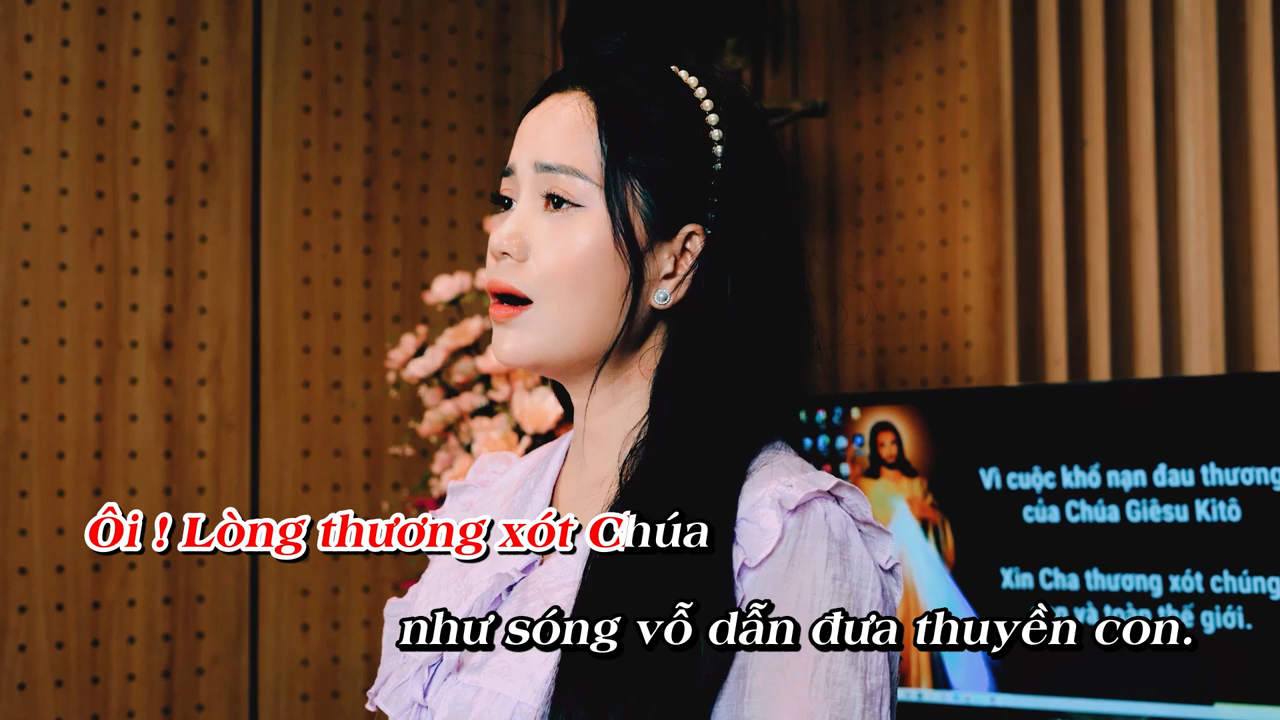 Vì cuộc khổ nạn đau thương
của Chúa Giêsu Kitô
Xin Cha thương xót chúng
và toàn thế giới.
Ôi ! Lòng thương xót Chúa
như sóng vỗ dẫn đưa thuyền con.